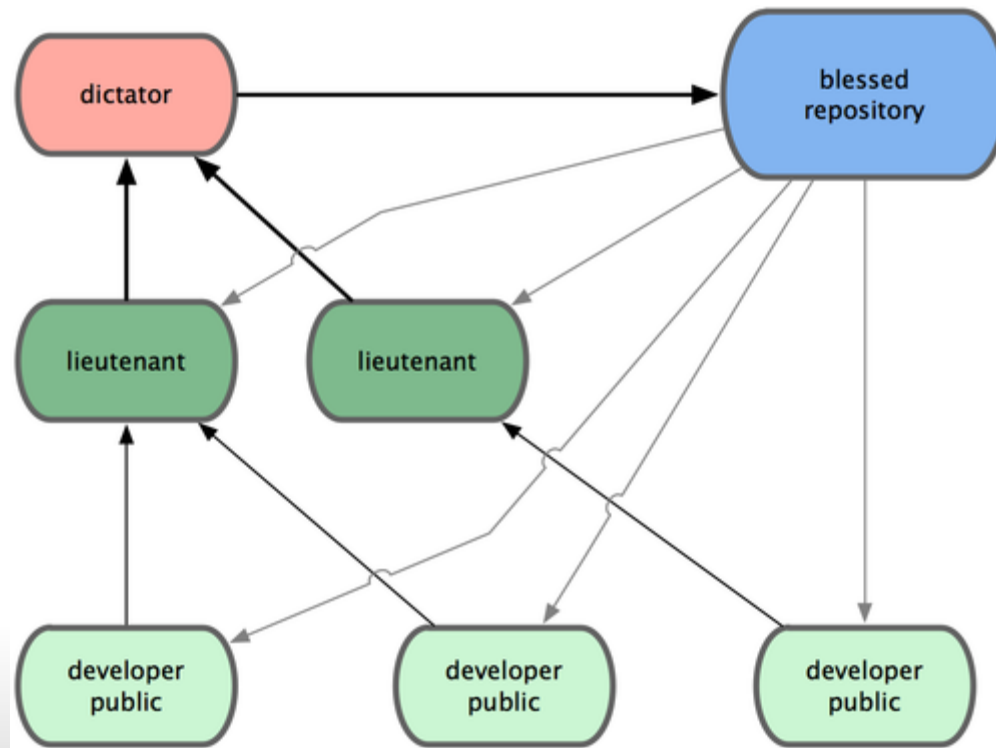 dictator
blessed
repository
lieutenant
lieutenant
developer
public
developer
public
developer
public